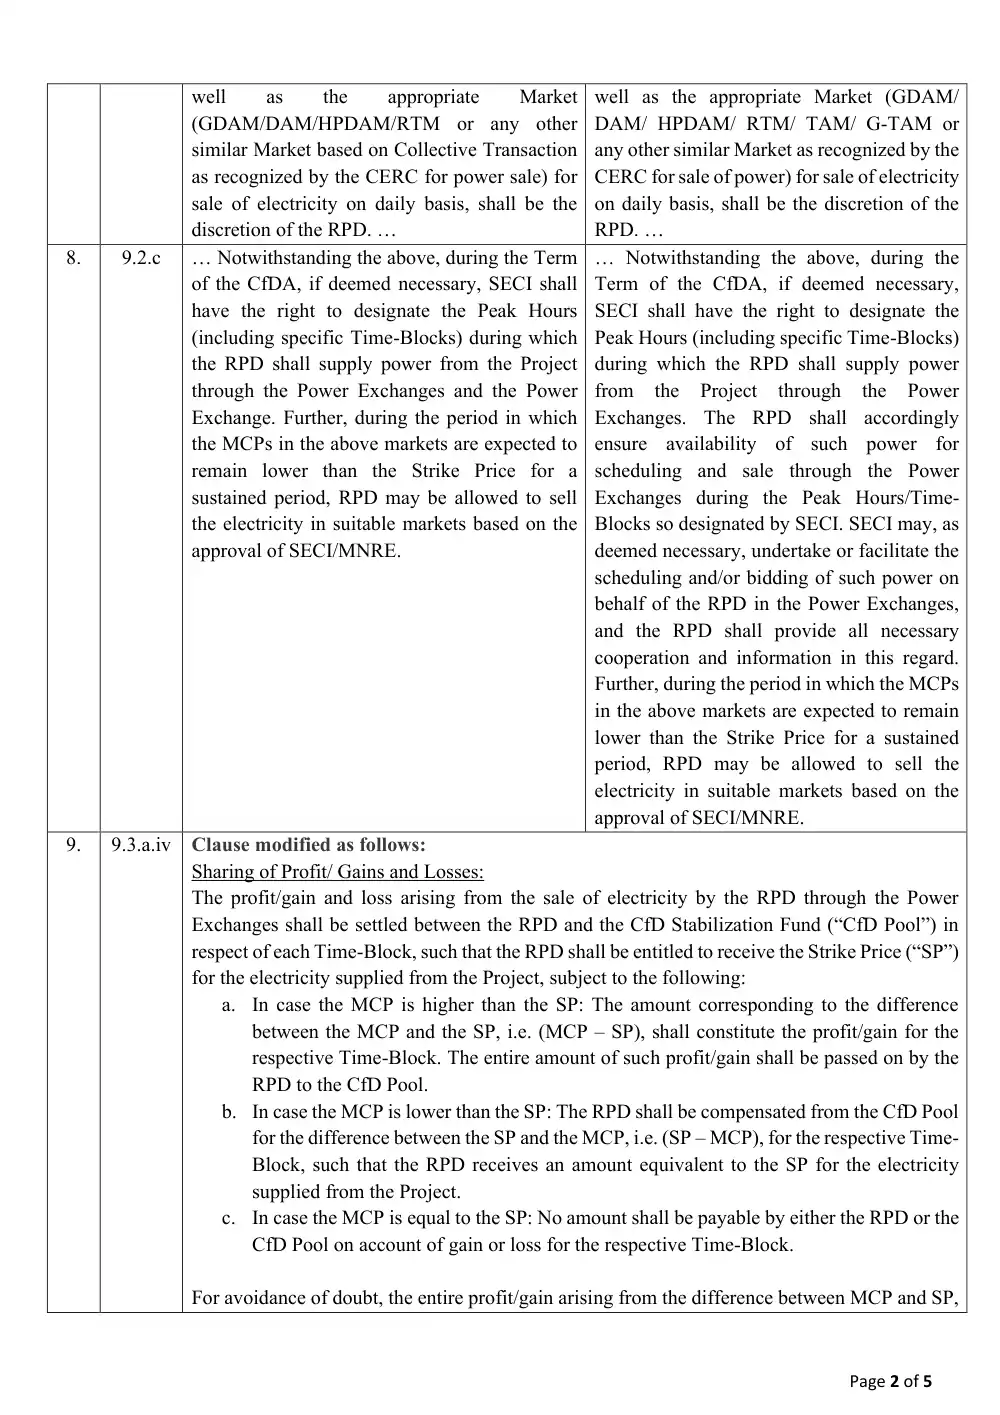 well as the appropriate Market
(GDAM/DAM/HPDAM/RTM or any other
similar Market based on Collective Transaction
as recognized by the CERC for power sale) for
sale of electricity on daily basis, shall be the
discretion of the RPD. …
well as the appropriate Market (GDAM/
DAM/ HPDAM/ RTM/ TAM/ G-TAM or
any other similar Market as recognized by the
CERC for sale of power) for sale of electricity
on daily basis, shall be the discretion of the
RPD. …
8.
9.2.c
… Notwithstanding the above, during the Term
of the CfDA, if deemed necessary, SECI shall
have the right to designate the Peak Hours
(including specific Time-Blocks) during which
the RPD shall supply power from the Project
through the Power Exchanges and the Power
Exchange. Further, during the period in which
the MCPs in the above markets are expected to
remain lower than the Strike Price for a
sustained period, RPD may be allowed to sell
the electricity in suitable markets based on the
approval of SECI/MNRE.
… Notwithstanding the above, during the
Term of the CfDA, if deemed necessary,
SECI shall have the right to designate the
Peak Hours (including specific Time-Blocks)
during which the RPD shall supply power
from the Project through the Power
Exchanges. The RPD shall accordingly
ensure availability of such power for
scheduling and sale through the Power
Exchanges during the Peak Hours/Time-
Blocks so designated by SECI. SECI may, as
deemed necessary, undertake or facilitate the
scheduling and/or bidding of such power on
behalf of the RPD in the Power Exchanges,
and the RPD shall provide all necessary
cooperation and information in this regard.
Further, during the period in which the MCPs
in the above markets are expected to remain
lower than the Strike Price for a sustained
period, RPD may be allowed to sell the
electricity in suitable markets based on the
approval of SECI/MNRE.
9.
9.3.a.iv
Clause modified as follows:
Sharing of Profit/ Gains and Losses:
The profit/gain and loss arising from the sale of electricity by the RPD through the Power
Exchanges shall be settled between the RPD and the CfD Stabilization Fund (“CfD Pool”) in
respect of each Time-Block, such that the RPD shall be entitled to receive the Strike Price (“SP”)
for the electricity supplied from the Project, subject to the following:
a. In case the MCP is higher than the SP: The amount corresponding to the difference
between the MCP and the SP, i.e. (MCP – SP), shall constitute the profit/gain for the
respective Time-Block. The entire amount of such profit/gain shall be passed on by the
RPD to the CfD Pool.
b. In case the MCP is lower than the SP: The RPD shall be compensated from the CfD Pool
for the difference between the SP and the MCP, i.e. (SP – MCP), for the respective Time-
Block, such that the RPD receives an amount equivalent to the SP for the electricity
supplied from the Project.
c. In case the MCP is equal to the SP: No amount shall be payable by either the RPD or the
CfD Pool on account of gain or loss for the respective Time-Block.
For avoidance of doubt, the entire profit/gain arising from the difference between MCP and SP,
Page 2 of 5